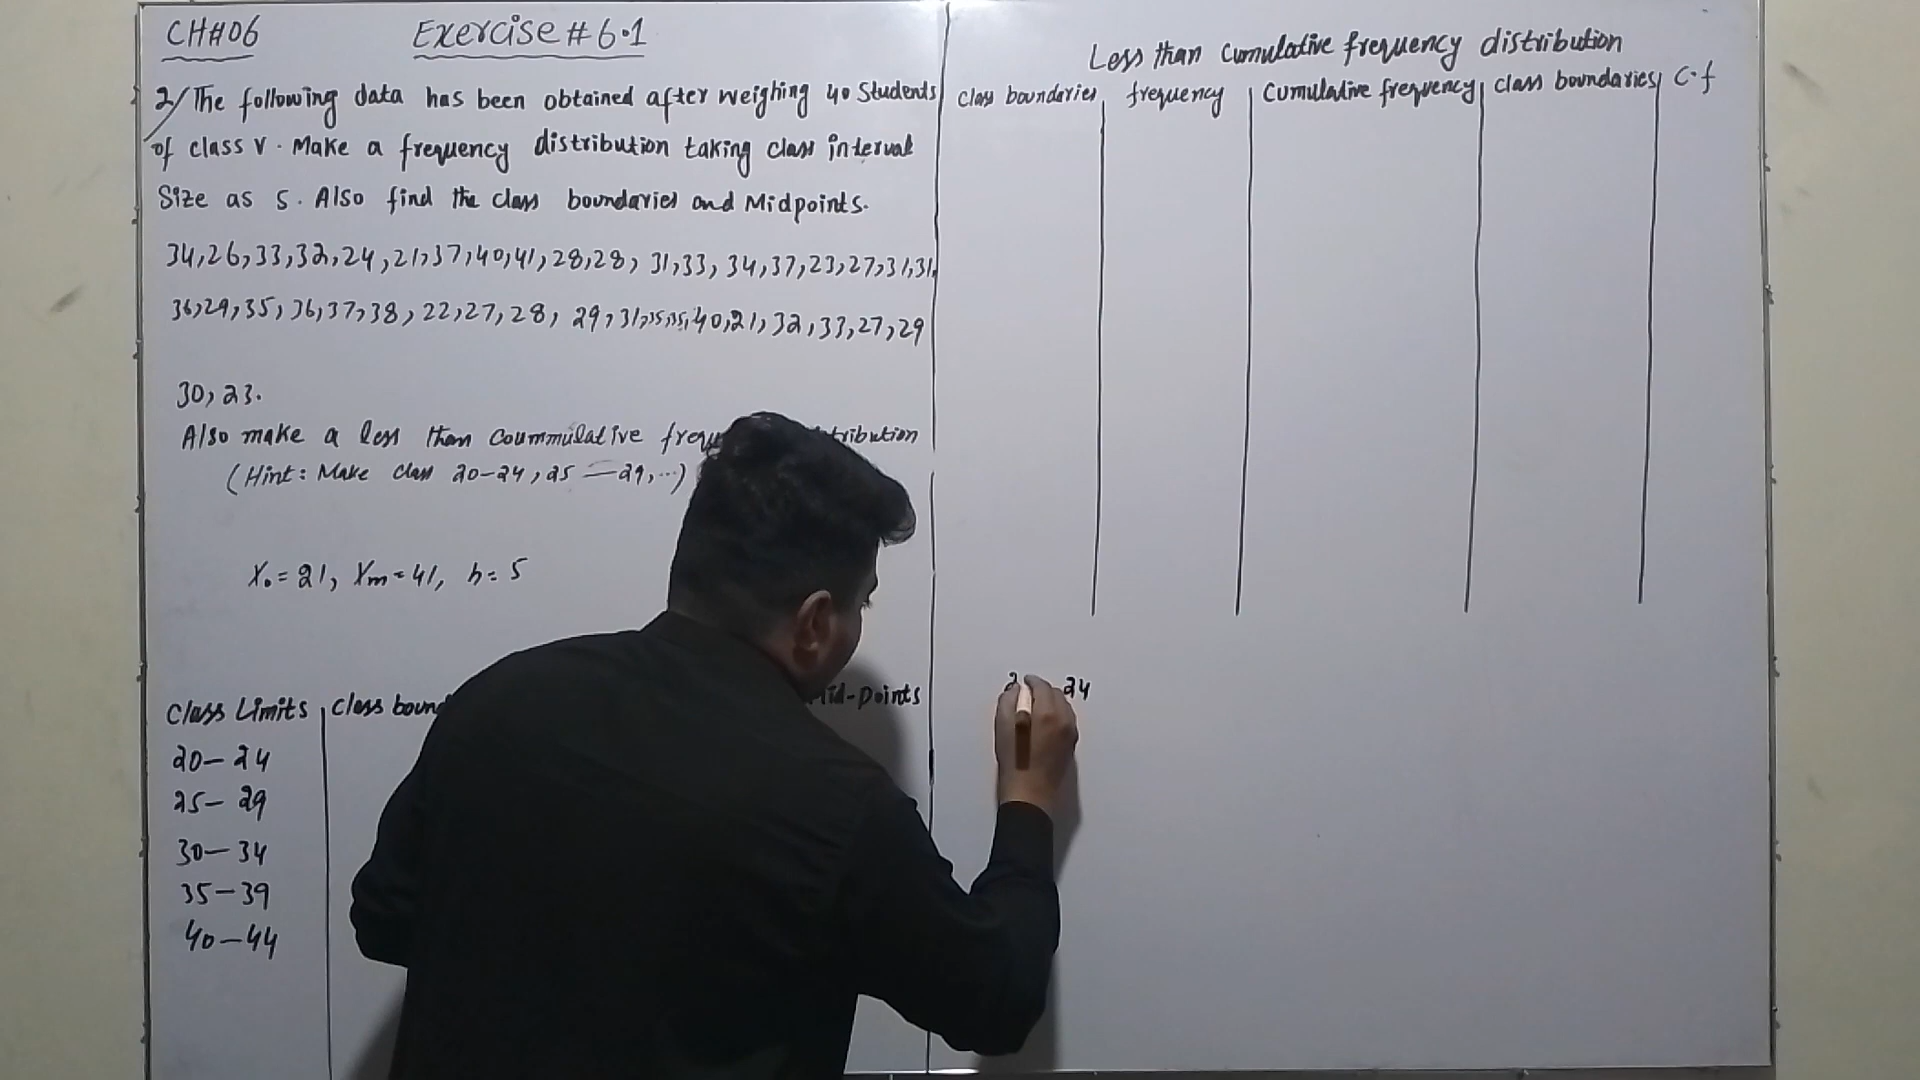 CH#06
Exercise # 6.1
2/ The following data has been obtained after weighing 40 Students
of class V. Make a frequency distribution taking class interval
Size as 5. Also find the class boundaries and Midpoints.
34,26,33,32,24,21,37,40,41,28,28, 31,33, 34,37,23,27,31,31,
36,29,35, 36,37,38, 22,27,28, 29,31,35,35,40,21,32,33,27,29
30,23.
Also make a less than Coummulative
(Hint: Make class 20-24, 25 —29,...)
X₀ = 21, Xm = 41, h = 5
Class Limits class Mid-points
20-24
25-29
30-34
35-39
40-44
Less than Cumulative frequency distribution
Class boundaries frequency Cumulative frequency class boundaries C.f
24